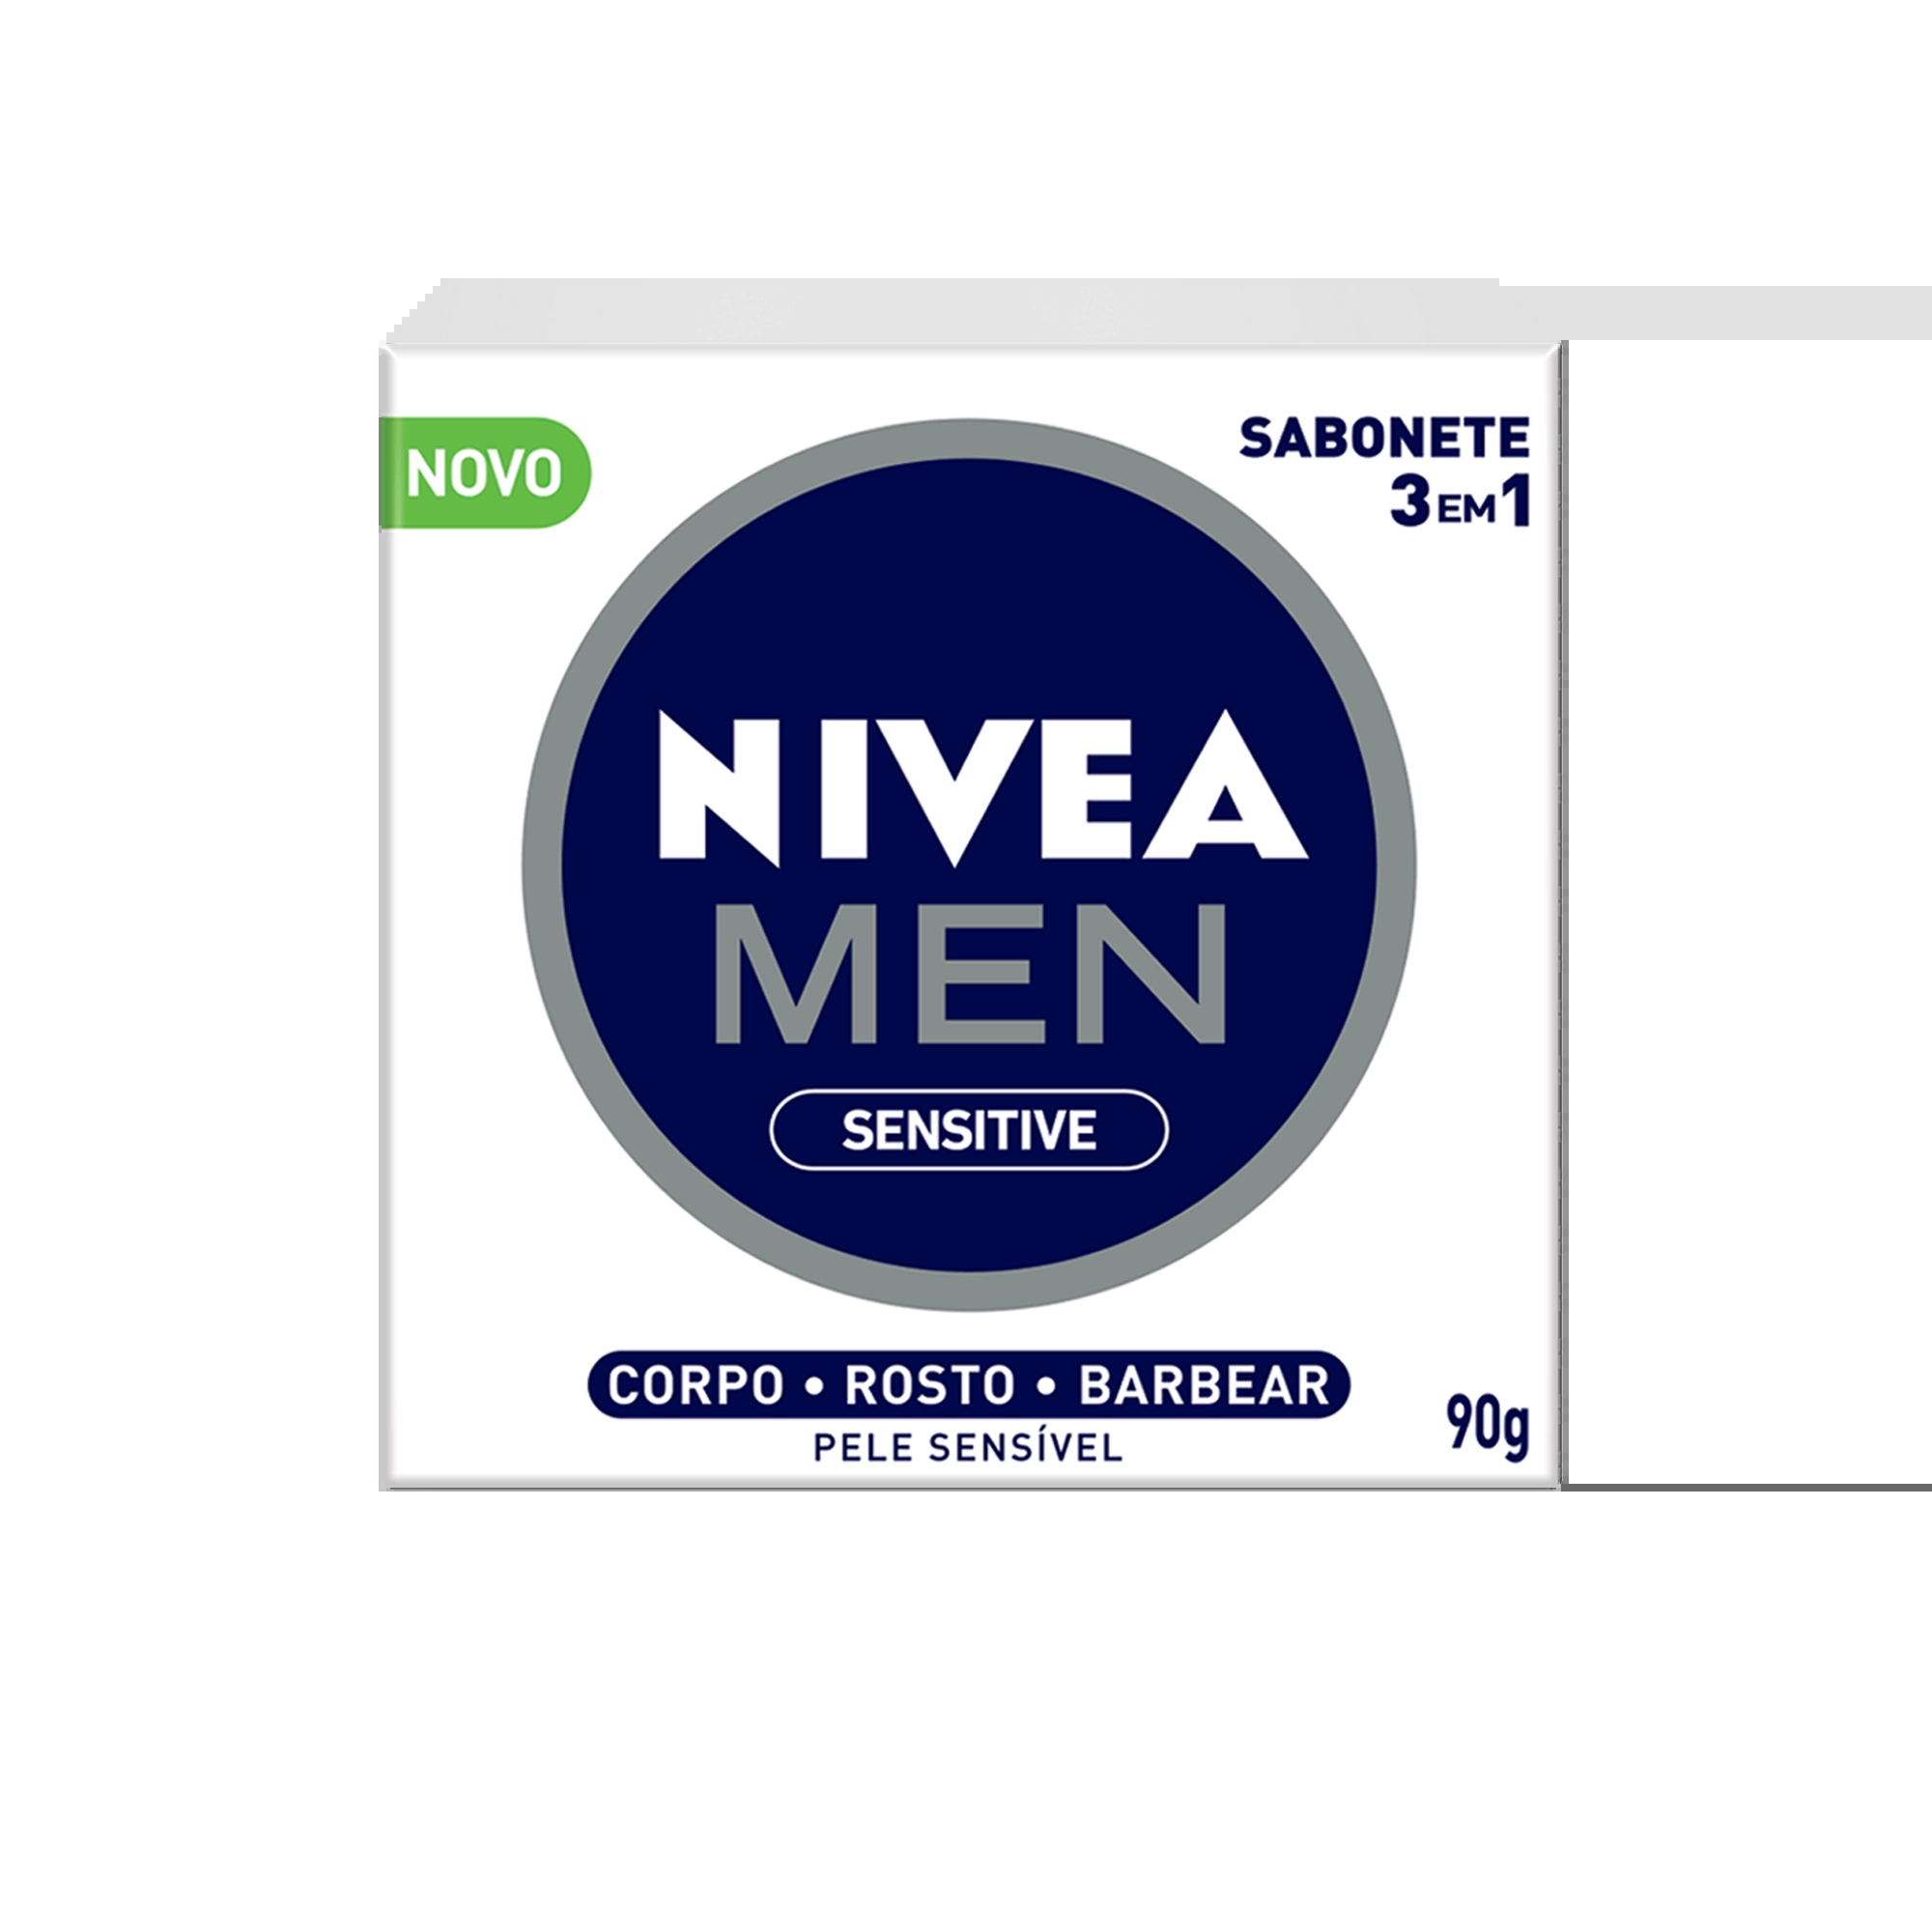 NOVO
SABONETE
3 EM 1
NIVEA
MEN
SENSITIVE
CORPO • ROSTO • BARBEAR
PELE SENSÍVEL
90g